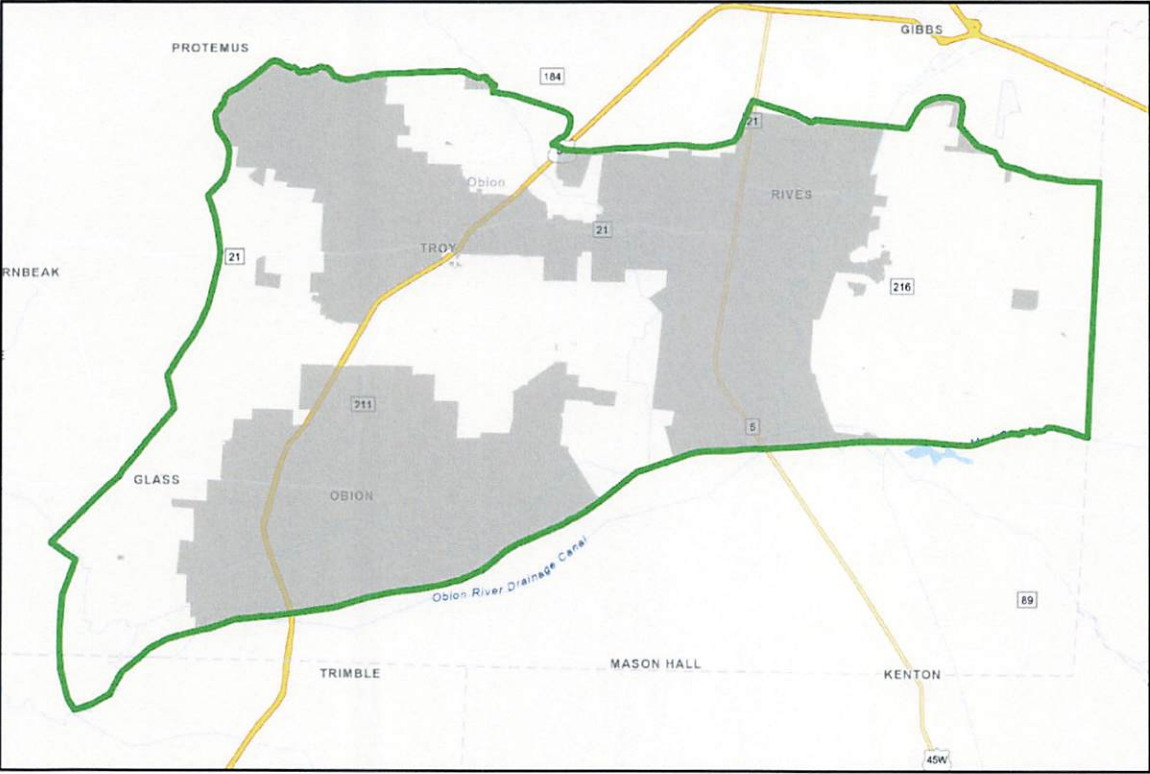 GIBBS
PROTEMUS
184
21
Obion
RIVES
21
TROY
21
RNBEAK
216
211
5
GLASS
OBION
Obion River Drainage Canal
89
MASON HALL
TRIMBLE
KENTON
45W